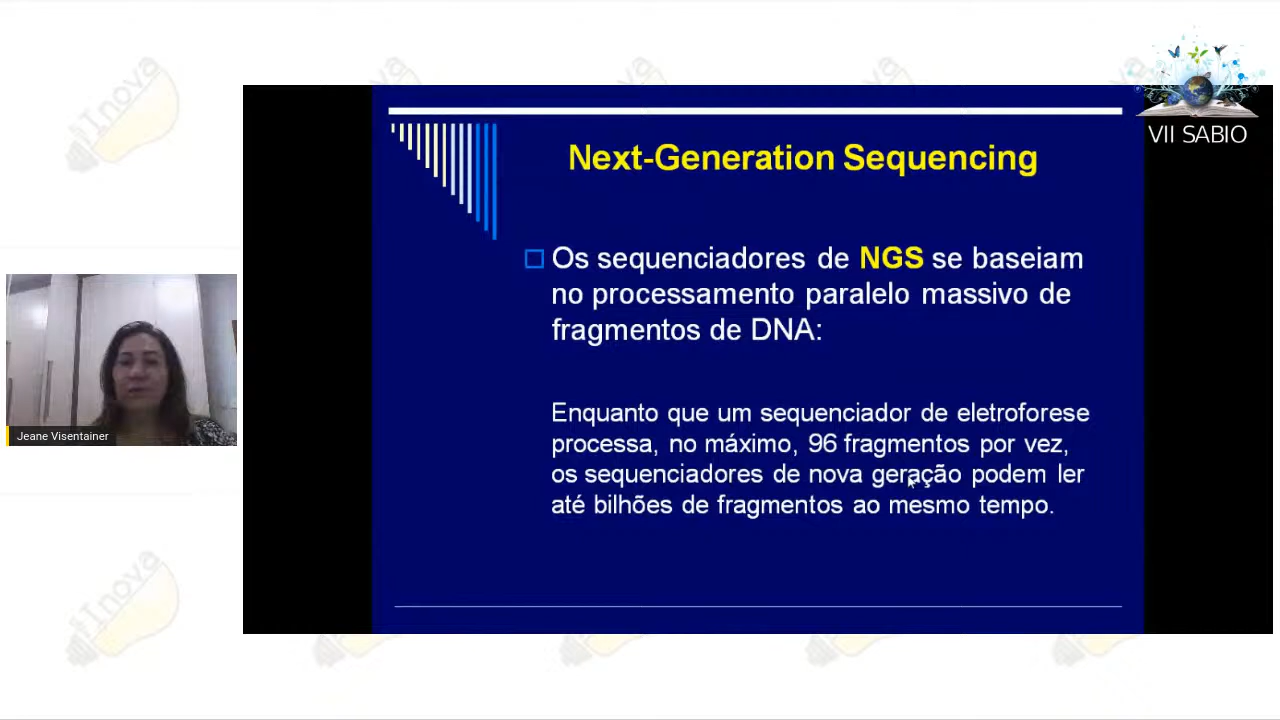 VII SABIO
Next-Generation Sequencing
Os sequenciadores de NGS se baseiam
no processamento paralelo massivo de
fragmentos de DNA:
Enquanto que um sequenciador de eletroforese
processa, no máximo, 96 fragmentos por vez,
os sequenciadores de nova geração podem ler
até bilhões de fragmentos ao mesmo tempo.
Jeane Visentainer
Inova
Inova